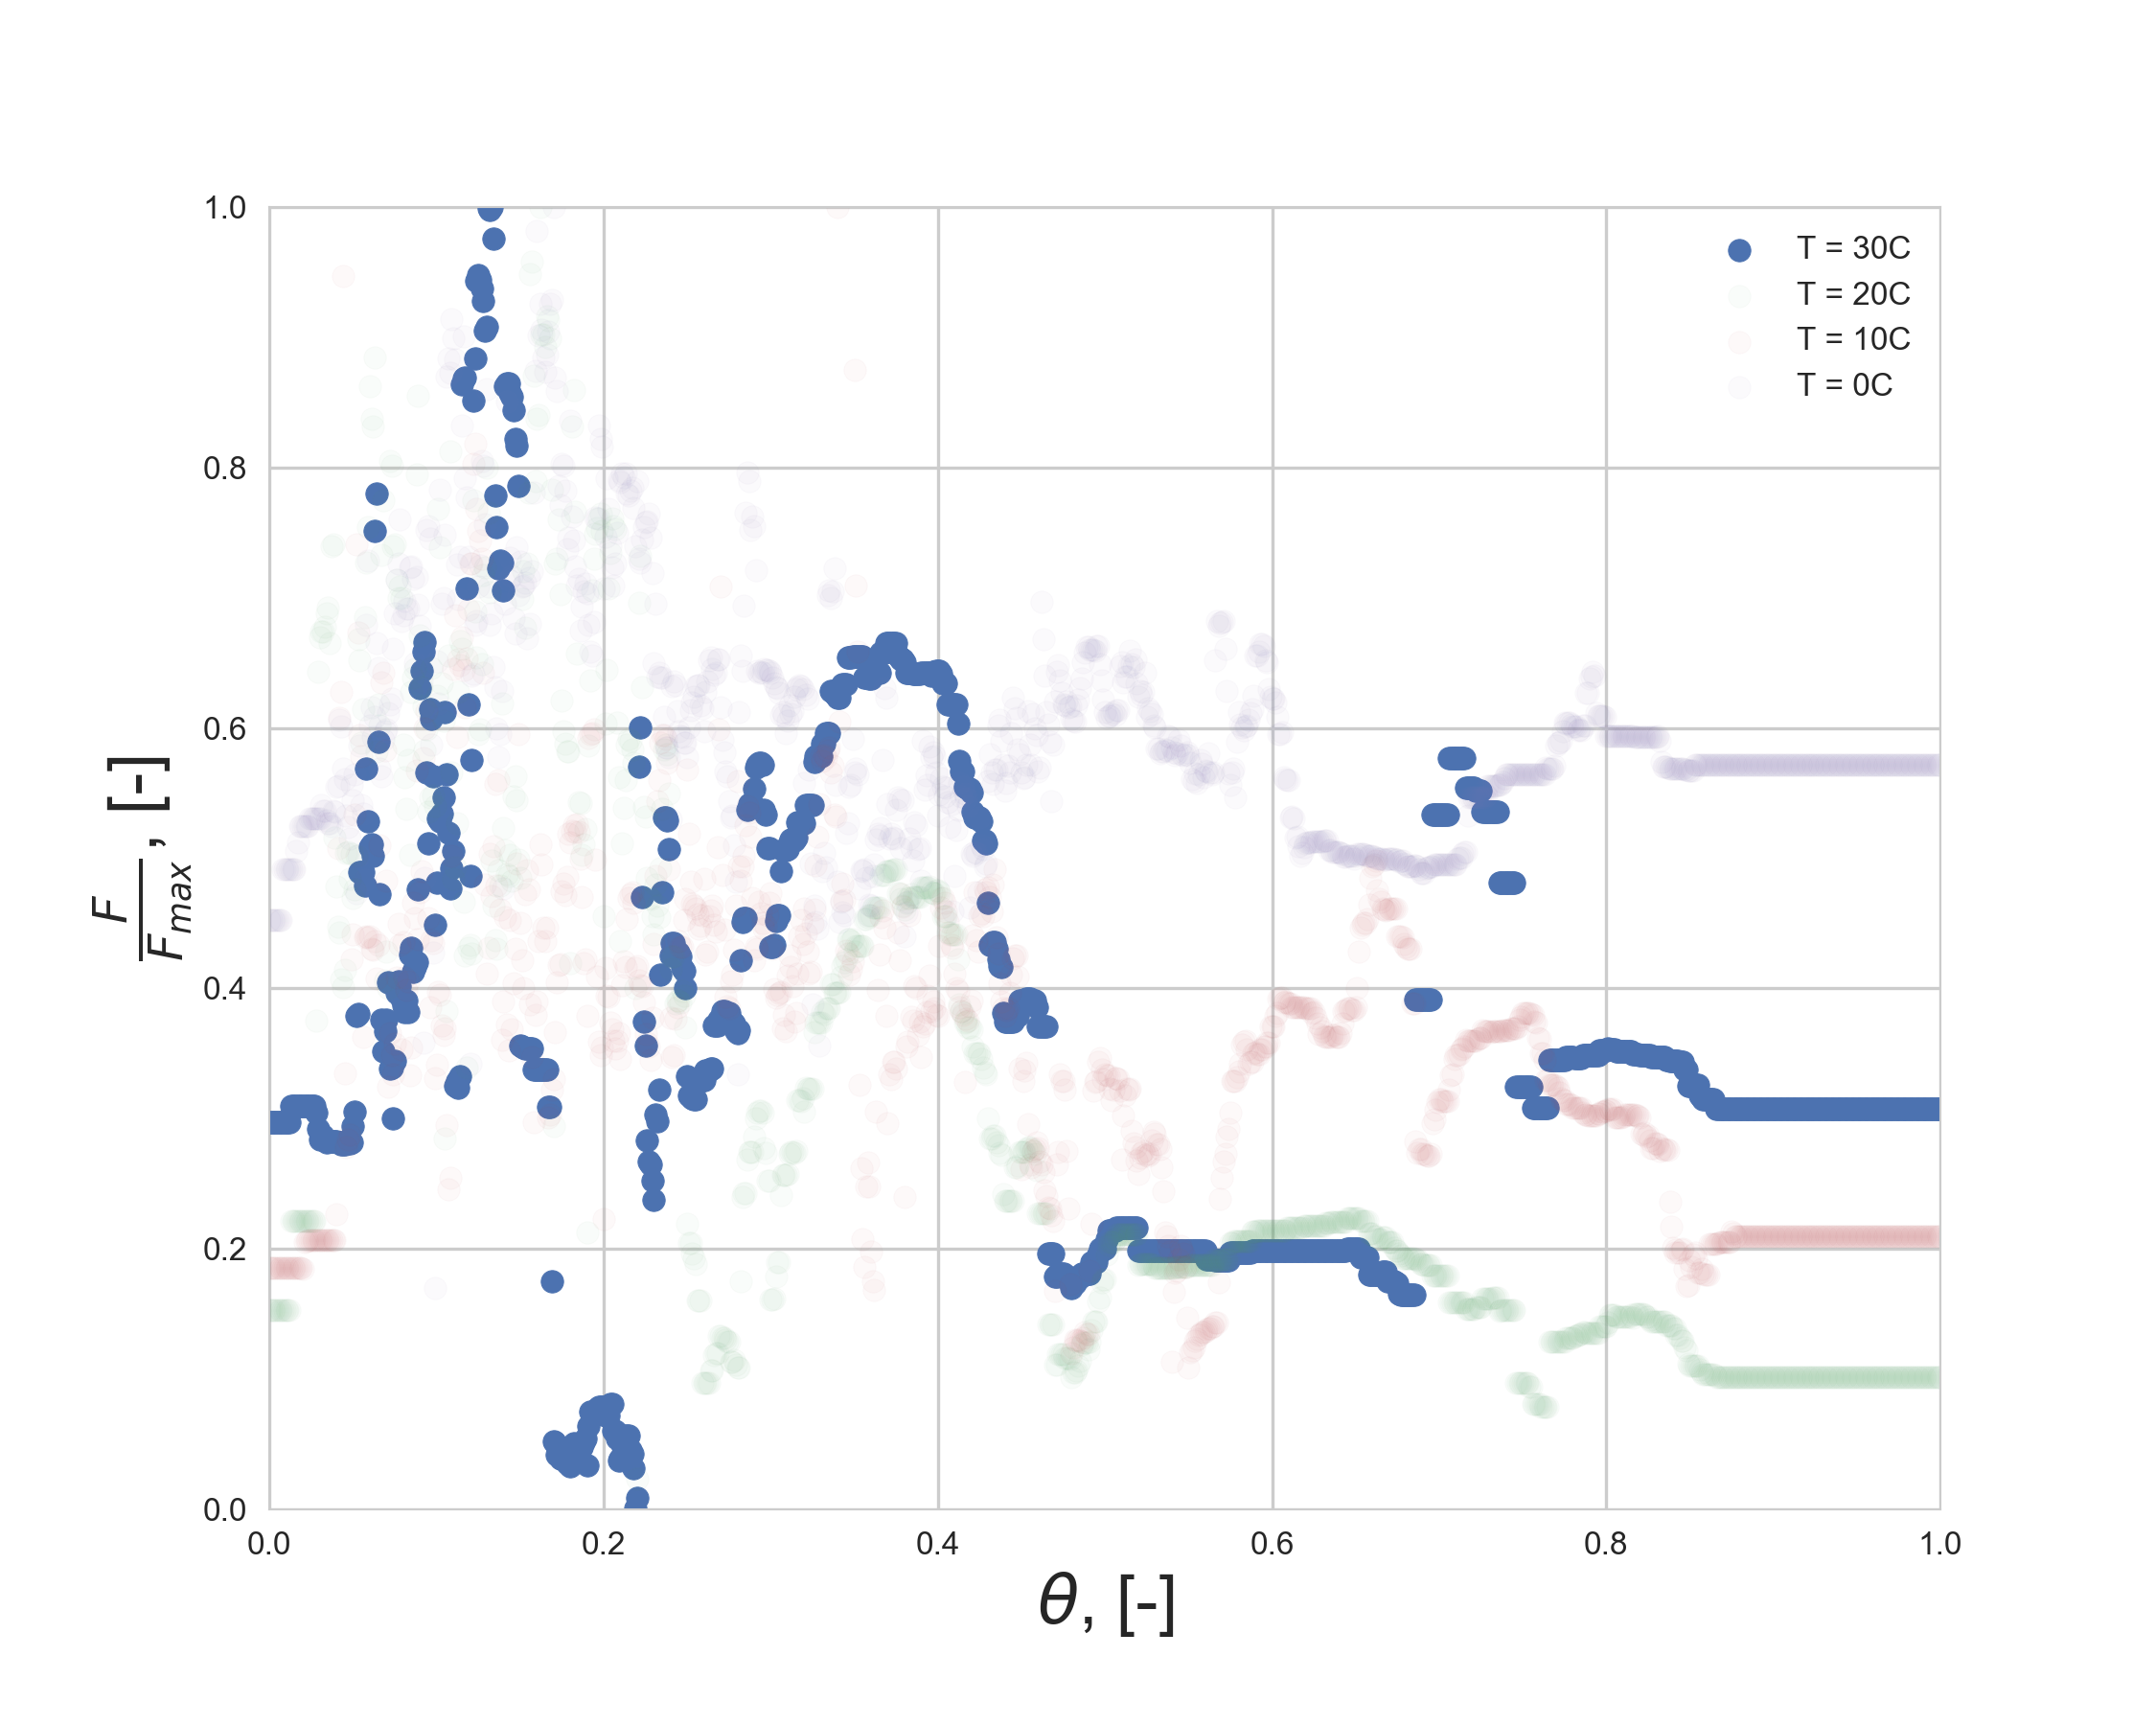 1.0
0.8
0.6
0.4
0.2
0.0
F/F_max, [-]
0.0 0.2 0.4 0.6 0.8 1.0
θ, [-]
T = 30C
T = 20C
T = 10C
T = 0C